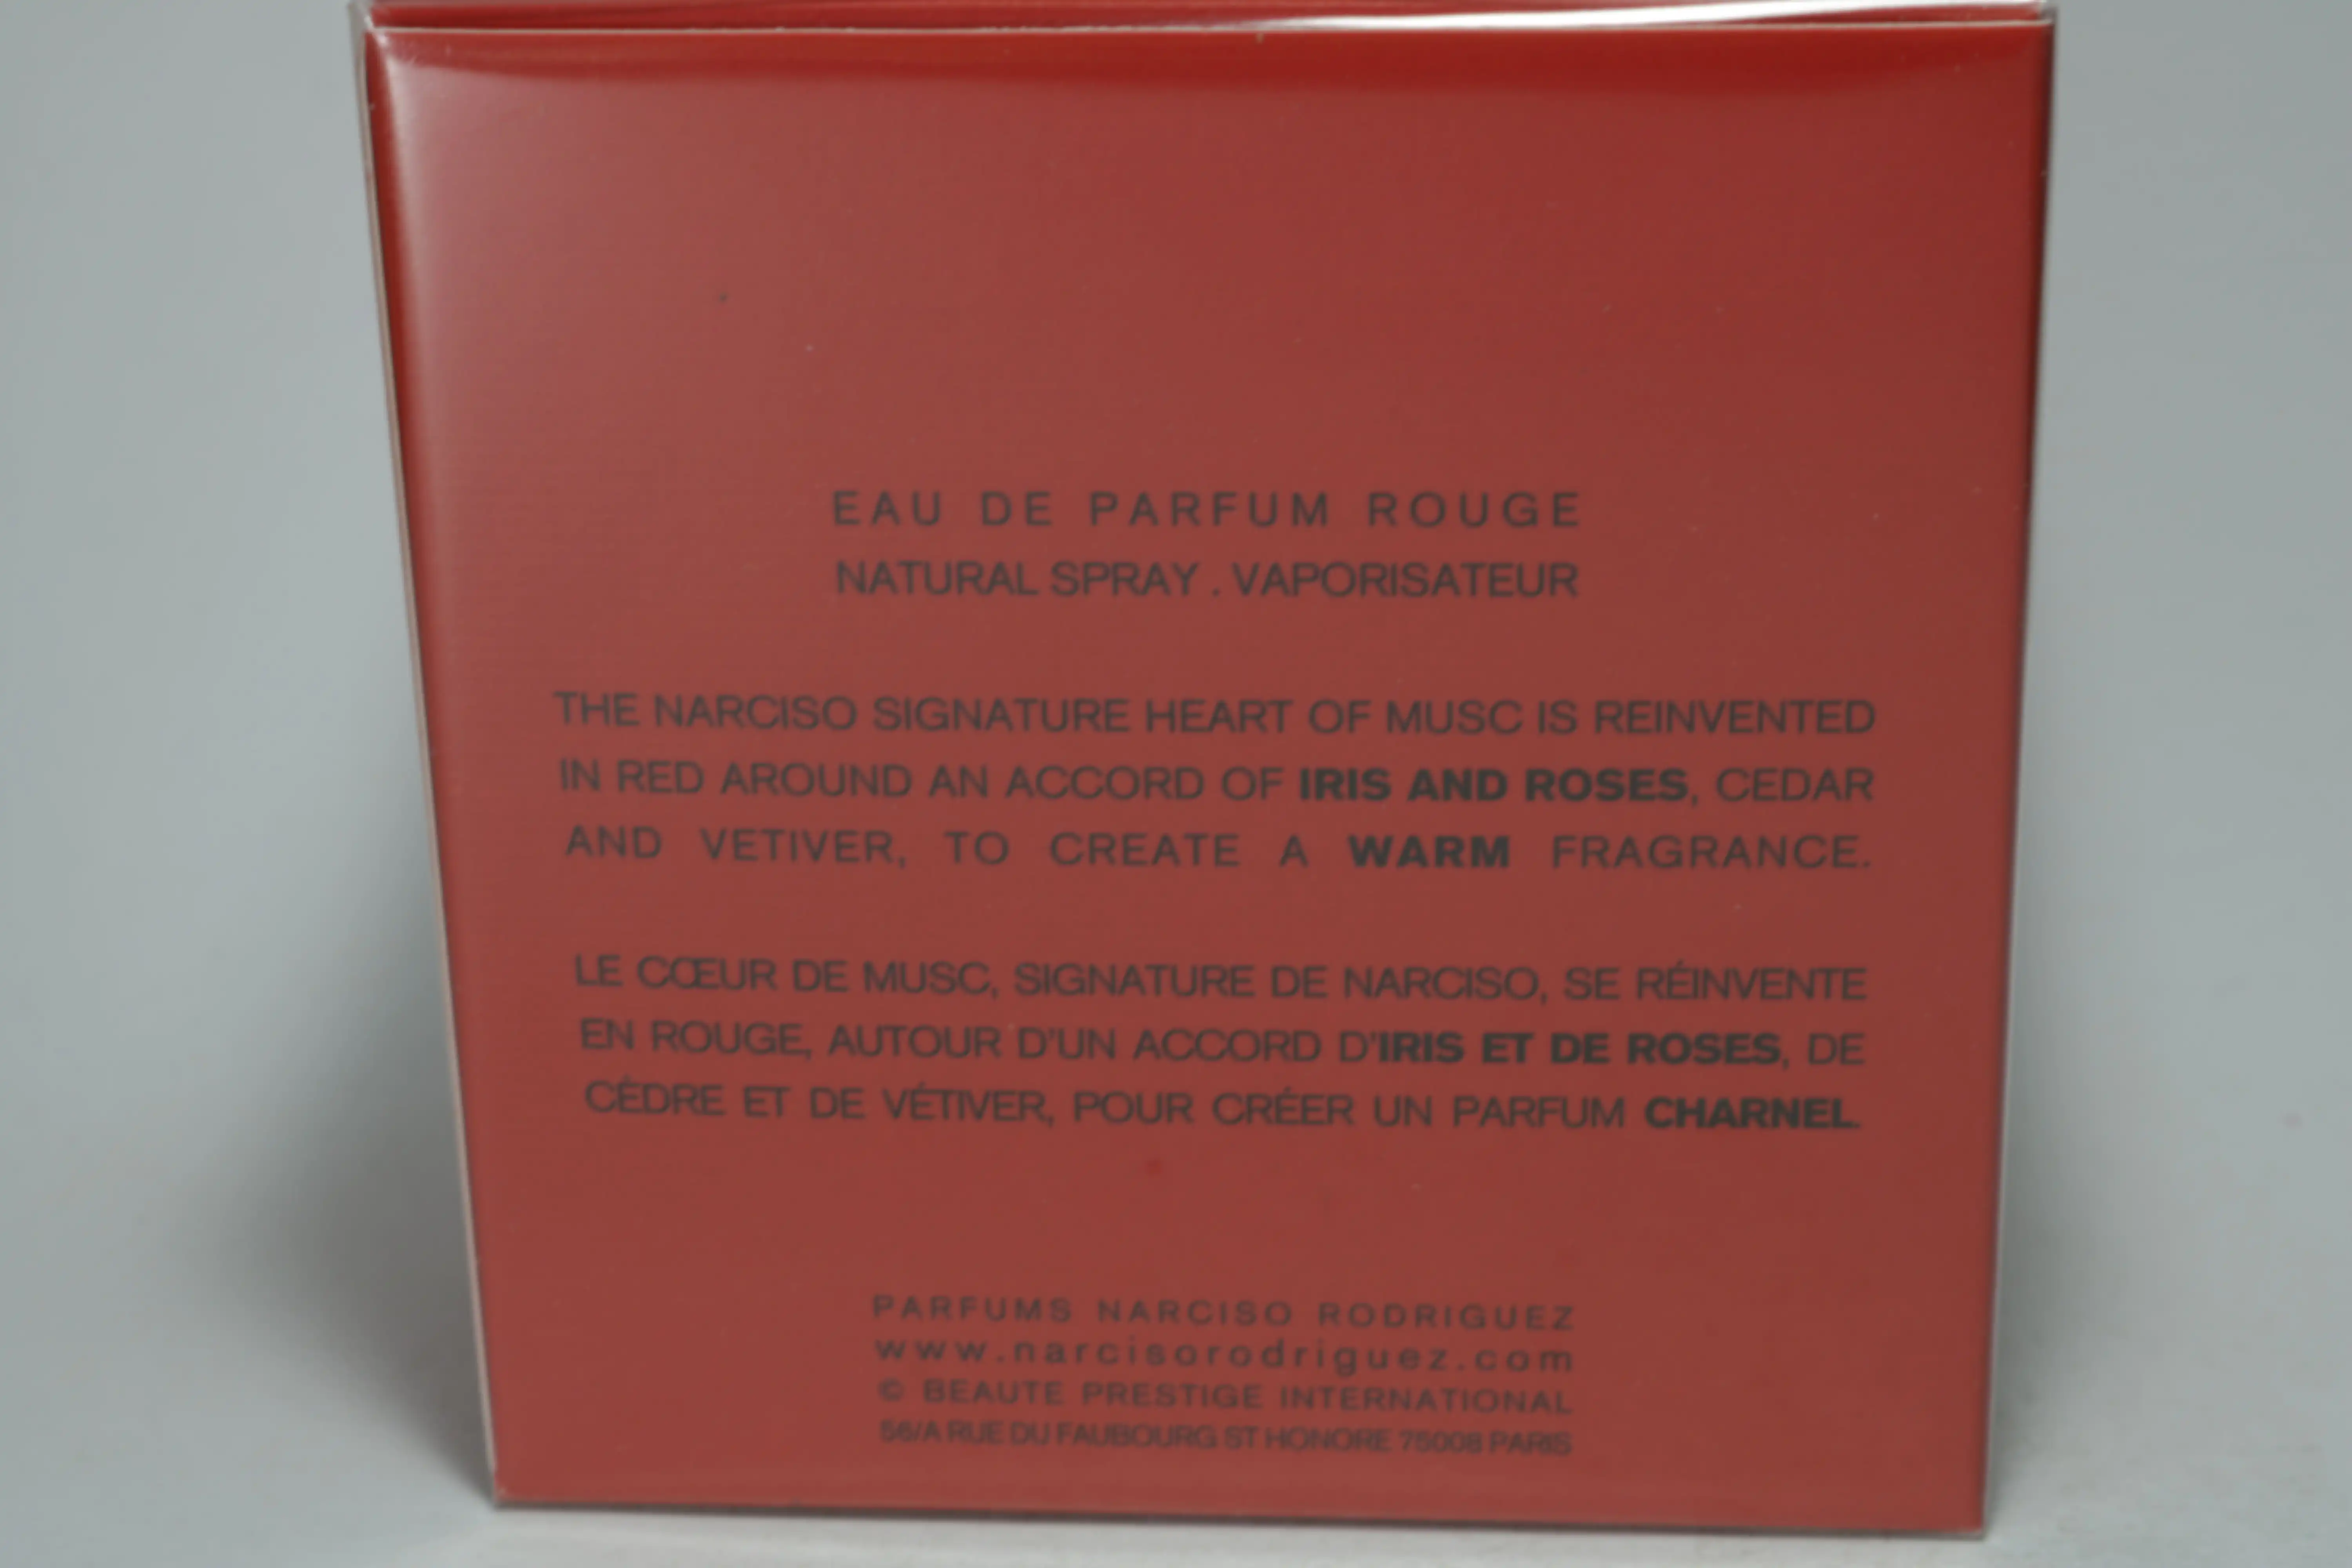 EAU DE PARFUM ROUGE
NATURAL SPRAY . VAPORISATEUR
THE NARCISO SIGNATURE HEART OF MUSC IS REINVENTED
IN RED AROUND AN ACCORD OF IRIS AND ROSES, CEDAR
AND VETIVER, TO CREATE A WARM FRAGRANCE.
LE CŒUR DE MUSC, SIGNATURE DE NARCISO, SE RÉINVENTE
EN ROUGE, AUTOUR D'UN ACCORD D'IRIS ET DE ROSES, DE
CÈDRE ET DE VÉTIVER, POUR CRÉER UN PARFUM CHARNEL.
PARFUMS NARCISO RODRIGUEZ
www.narcisorodriguez.com
© BEAUTE PRESTIGE INTERNATIONAL
56/A RUE DU FAUBOURG ST HONORE 75008 PARIS